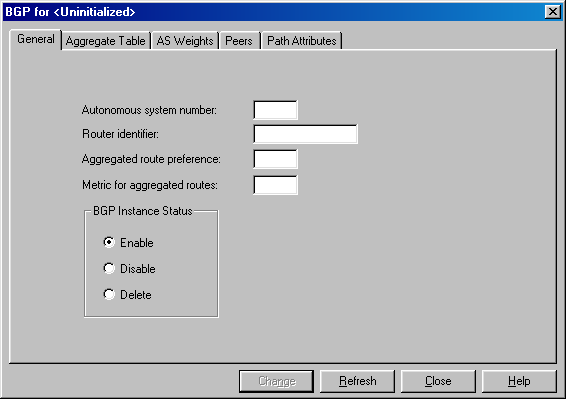 BGP for <Uninitialized>
General Aggregate Table AS Weights Peers Path Attributes
Autonomous system number:
Router identifier:
Aggregated route preference:
Metric for aggregated routes:
BGP Instance Status
Enable
Disable
Delete
Change Refresh Close Help